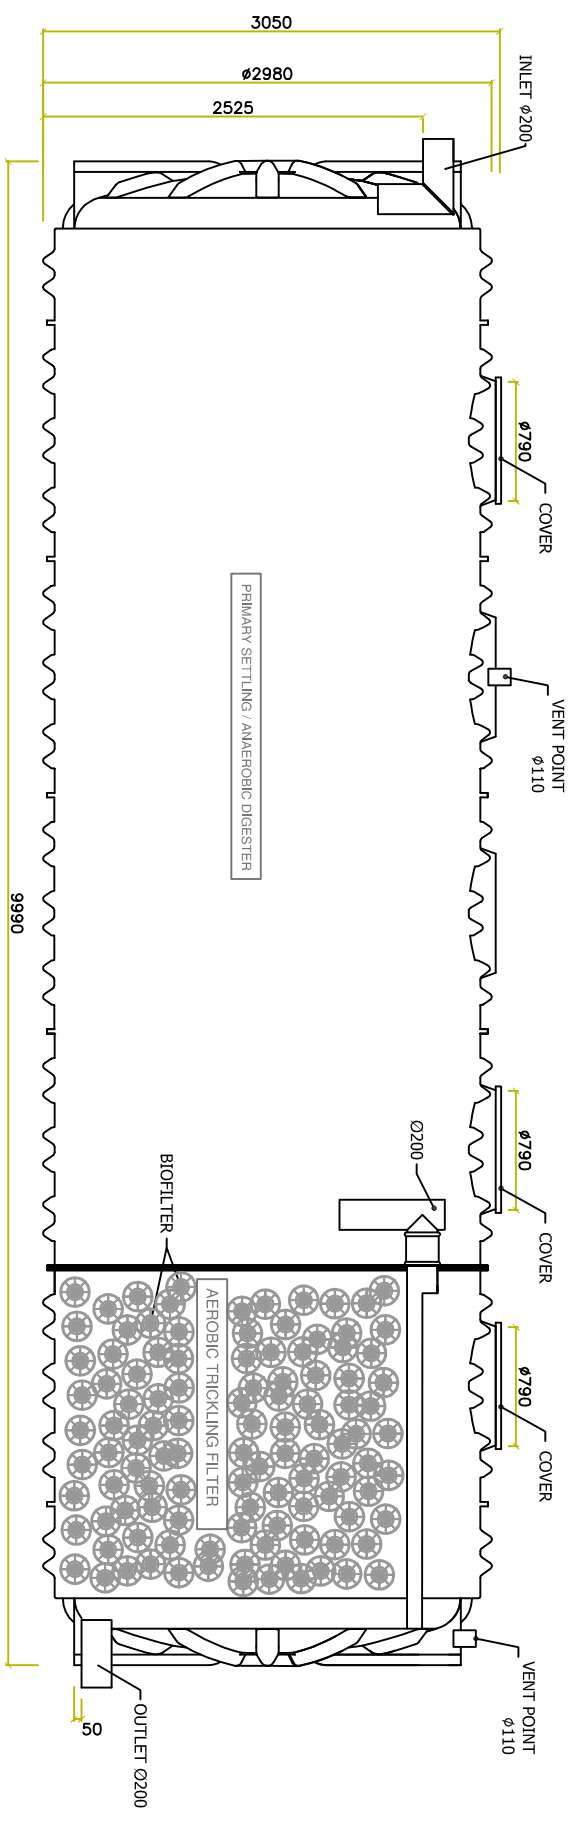 3050
ø2980
2525
INLET ø200
ø790
COVER
VENT POINT
ø110
PRIMARY SETTLING / ANAEROBIC DIGESTER
9990
ø790
COVER
Ø200
BIOFILTER
AEROBIC TRICKLING FILTER
ø790
COVER
VENT POINT
ø110
50
OUTLET Ø200